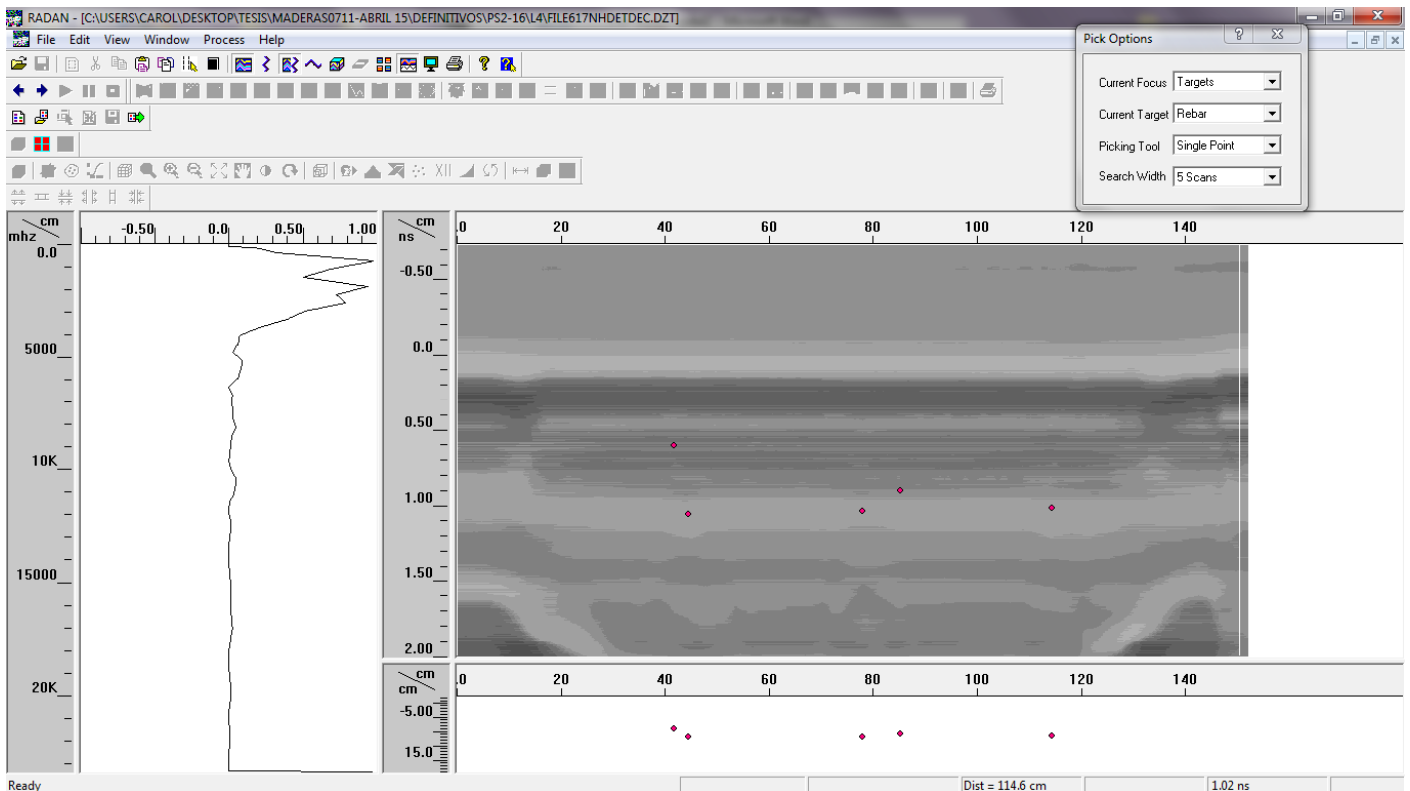 RADAN - [C:\USERS\CAROL\DESKTOP\TESIS\MADERAS0711-ABRIL 15\DEFINITIVOS\PS2-16\L4\FILE617NHDETDEC.DZT]
File Edit View Window Process Help
Pick Options
Current Focus Targets
Current Target Rebar
Picking Tool Single Point
Search Width 5 Scans
XII
cm
mhz
-0.50 0.0 0.50 1.00
cm
ns
.0 20 40 60 80 100 120 140
0.0
5000
10K
15000
20K
-0.50
0.0
0.50
1.00
1.50
2.00
cm
cm
.0 20 40 60 80 100 120 140
-5.00
15.0
Ready
Dist = 114.6 cm
1.02 ns